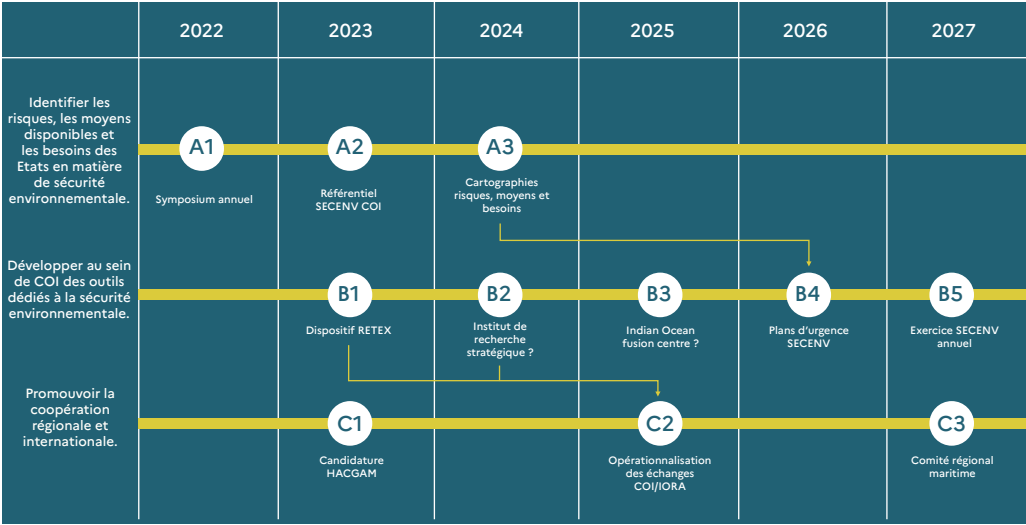 2022
2023
2024
2025
2026
2027
Identifier les
risques, les moyens
disponibles et
les besoins des
Etats en matière
de sécurité
environnementale.
A1
Symposium annuel
A2
Référentiel
SECENV COI
A3
Cartographies
risques, moyens et
besoins
Développer au sein
de COI des outils
dédiés à la sécurité
environnementale.
B1
Dispositif RETEX
B2
Institut de
recherche
stratégique ?
B3
Indian Ocean
fusion centre ?
B4
Plans d'urgence
SECENV
B5
Exercice SECENV
annuel
Promouvoir la
coopération
régionale et
internationale.
C1
Candidature
HACGAM
C2
Opérationnalisation
des échanges
COI/IORA
C3
Comité régional
maritime